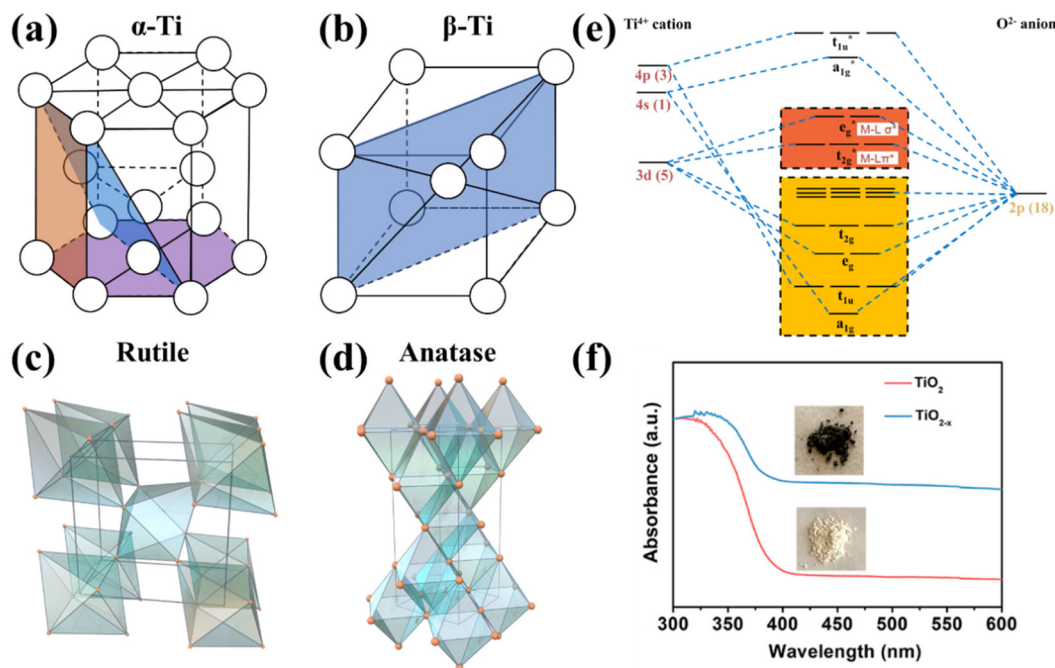 (a)
α-Ti
(b)
β-Ti
(e)
Ti⁴⁺ cation
O²⁻ anion
t₁ᵤ*
4p (3)
a₁g*
4s (1)
eg*
M-L σ*
t₂g*
M-Lπ*
3d (5)
2p (18)
t₂g
eg
t₁ᵤ
a₁g
(c)
Rutile
(d)
Anatase
(f)
TiO₂
TiO₂₋ₓ
Absorbance (a.u.)
300
350
400
450
500
550
600
Wavelength (nm)